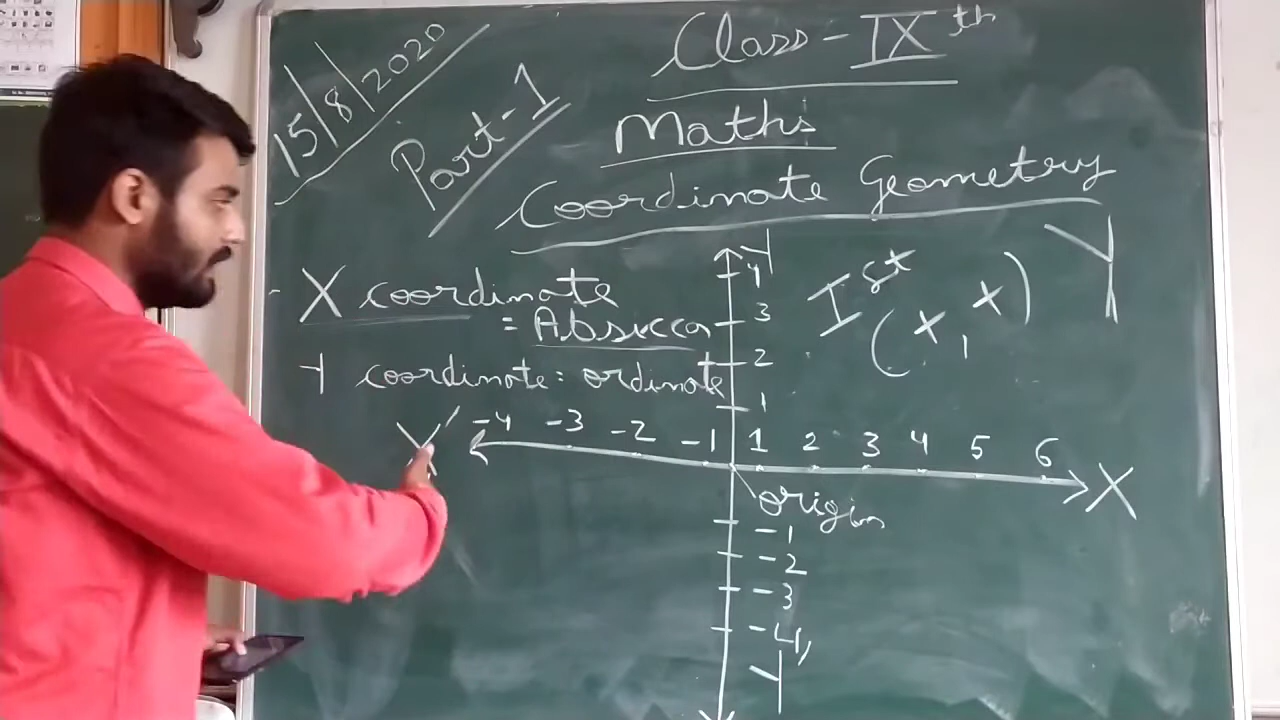 15/8/2020
Part-1
Class-IXth
Maths
Coordinate Geometry
X coordinate
= Absicca
Y coordinate = ordinate
Ist
(x, x)
Y
Y
4
3
2
1
X' -4 -3 -2 -1 1 2 3 4 5 6 X
origin
-1
-2
-3
-4
Y'